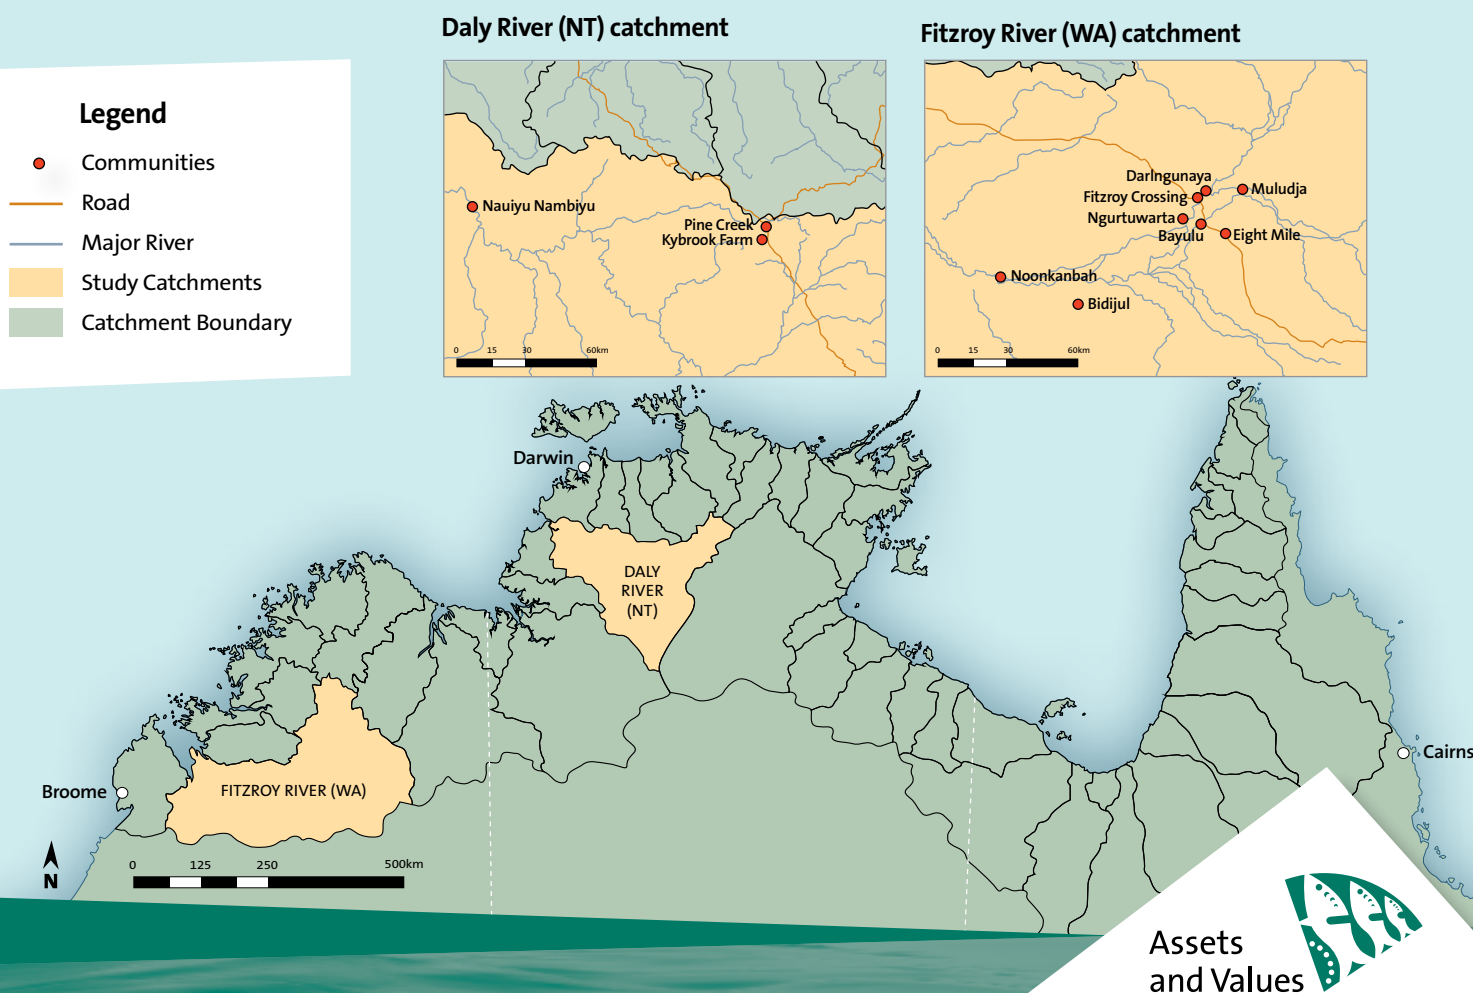 Daly River (NT) catchment
Fitzroy River (WA) catchment
Legend
Communities
Road
Major River
Study Catchments
Catchment Boundary
Nauiyu Nambiyu
Pine Creek
Kybrook Farm
0 15 30 60km
Darlngunaya
Fitzroy Crossing
Muludja
Ngurtuwarta
Bayulu
Eight Mile
Noonkanbah
Bidijul
0 15 30 60km
Darwin
DALY
RIVER
(NT)
Broome
FITZROY RIVER (WA)
Cairns
N
0 125 250 500km
Assets
and Values